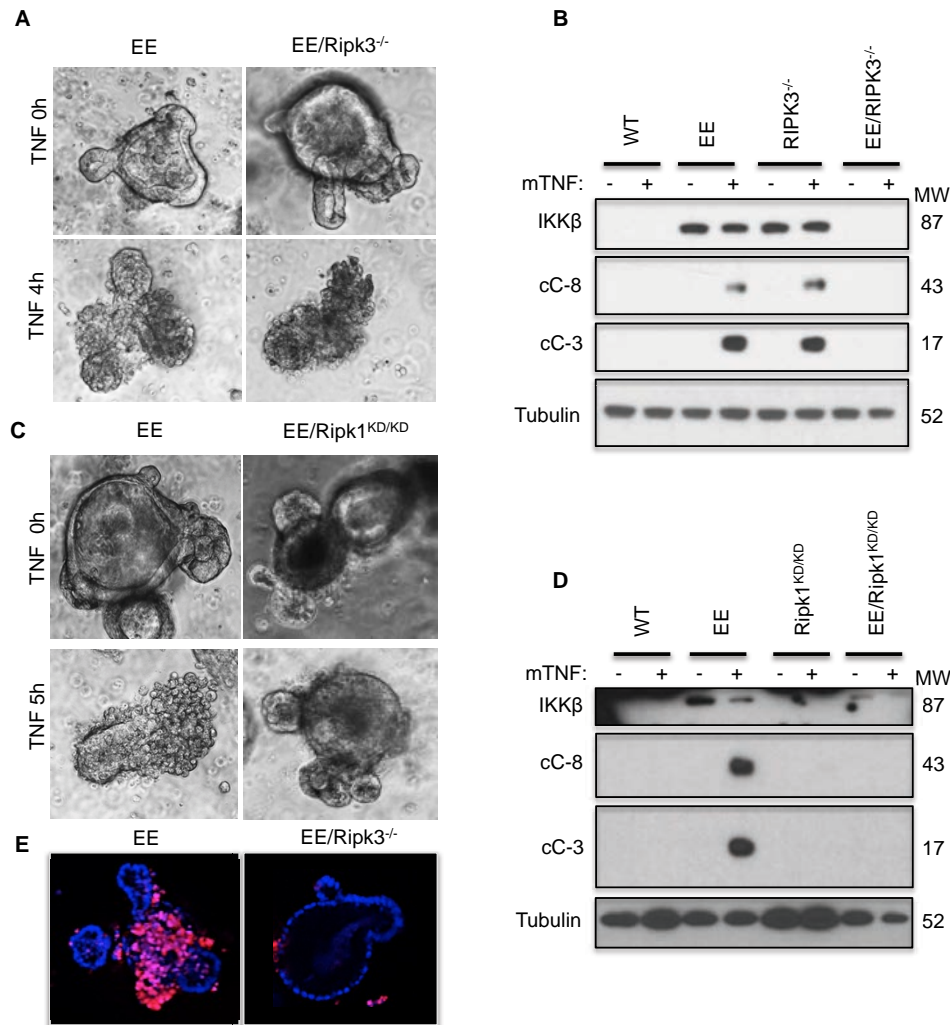 A
EE
EE/Ripk3-/-
TNF 0h
TNF 4h
B
WT
EE
RIPK3-/-
EE/RIPK3-/-
mTNF: - + - + - + - + MW
IKKβ 87
cC-8 43
cC-3 17
Tubulin 52
C
EE
EE/Ripk1KD/KD
TNF 0h
TNF 5h
D
WT
EE
Ripk1KD/KD
EE/Ripk1KD/KD
mTNF: - + - + - + - + MW
IKKβ 87
cC-8 43
cC-3 17
Tubulin 52
E
EE
EE/Ripk3-/-